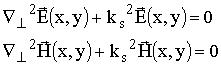 ∇⊥²E⃗(x,y)+kₛ²E⃗(x,y)=0
∇⊥²H⃗(x,y)+kₛ²H⃗(x,y)=0